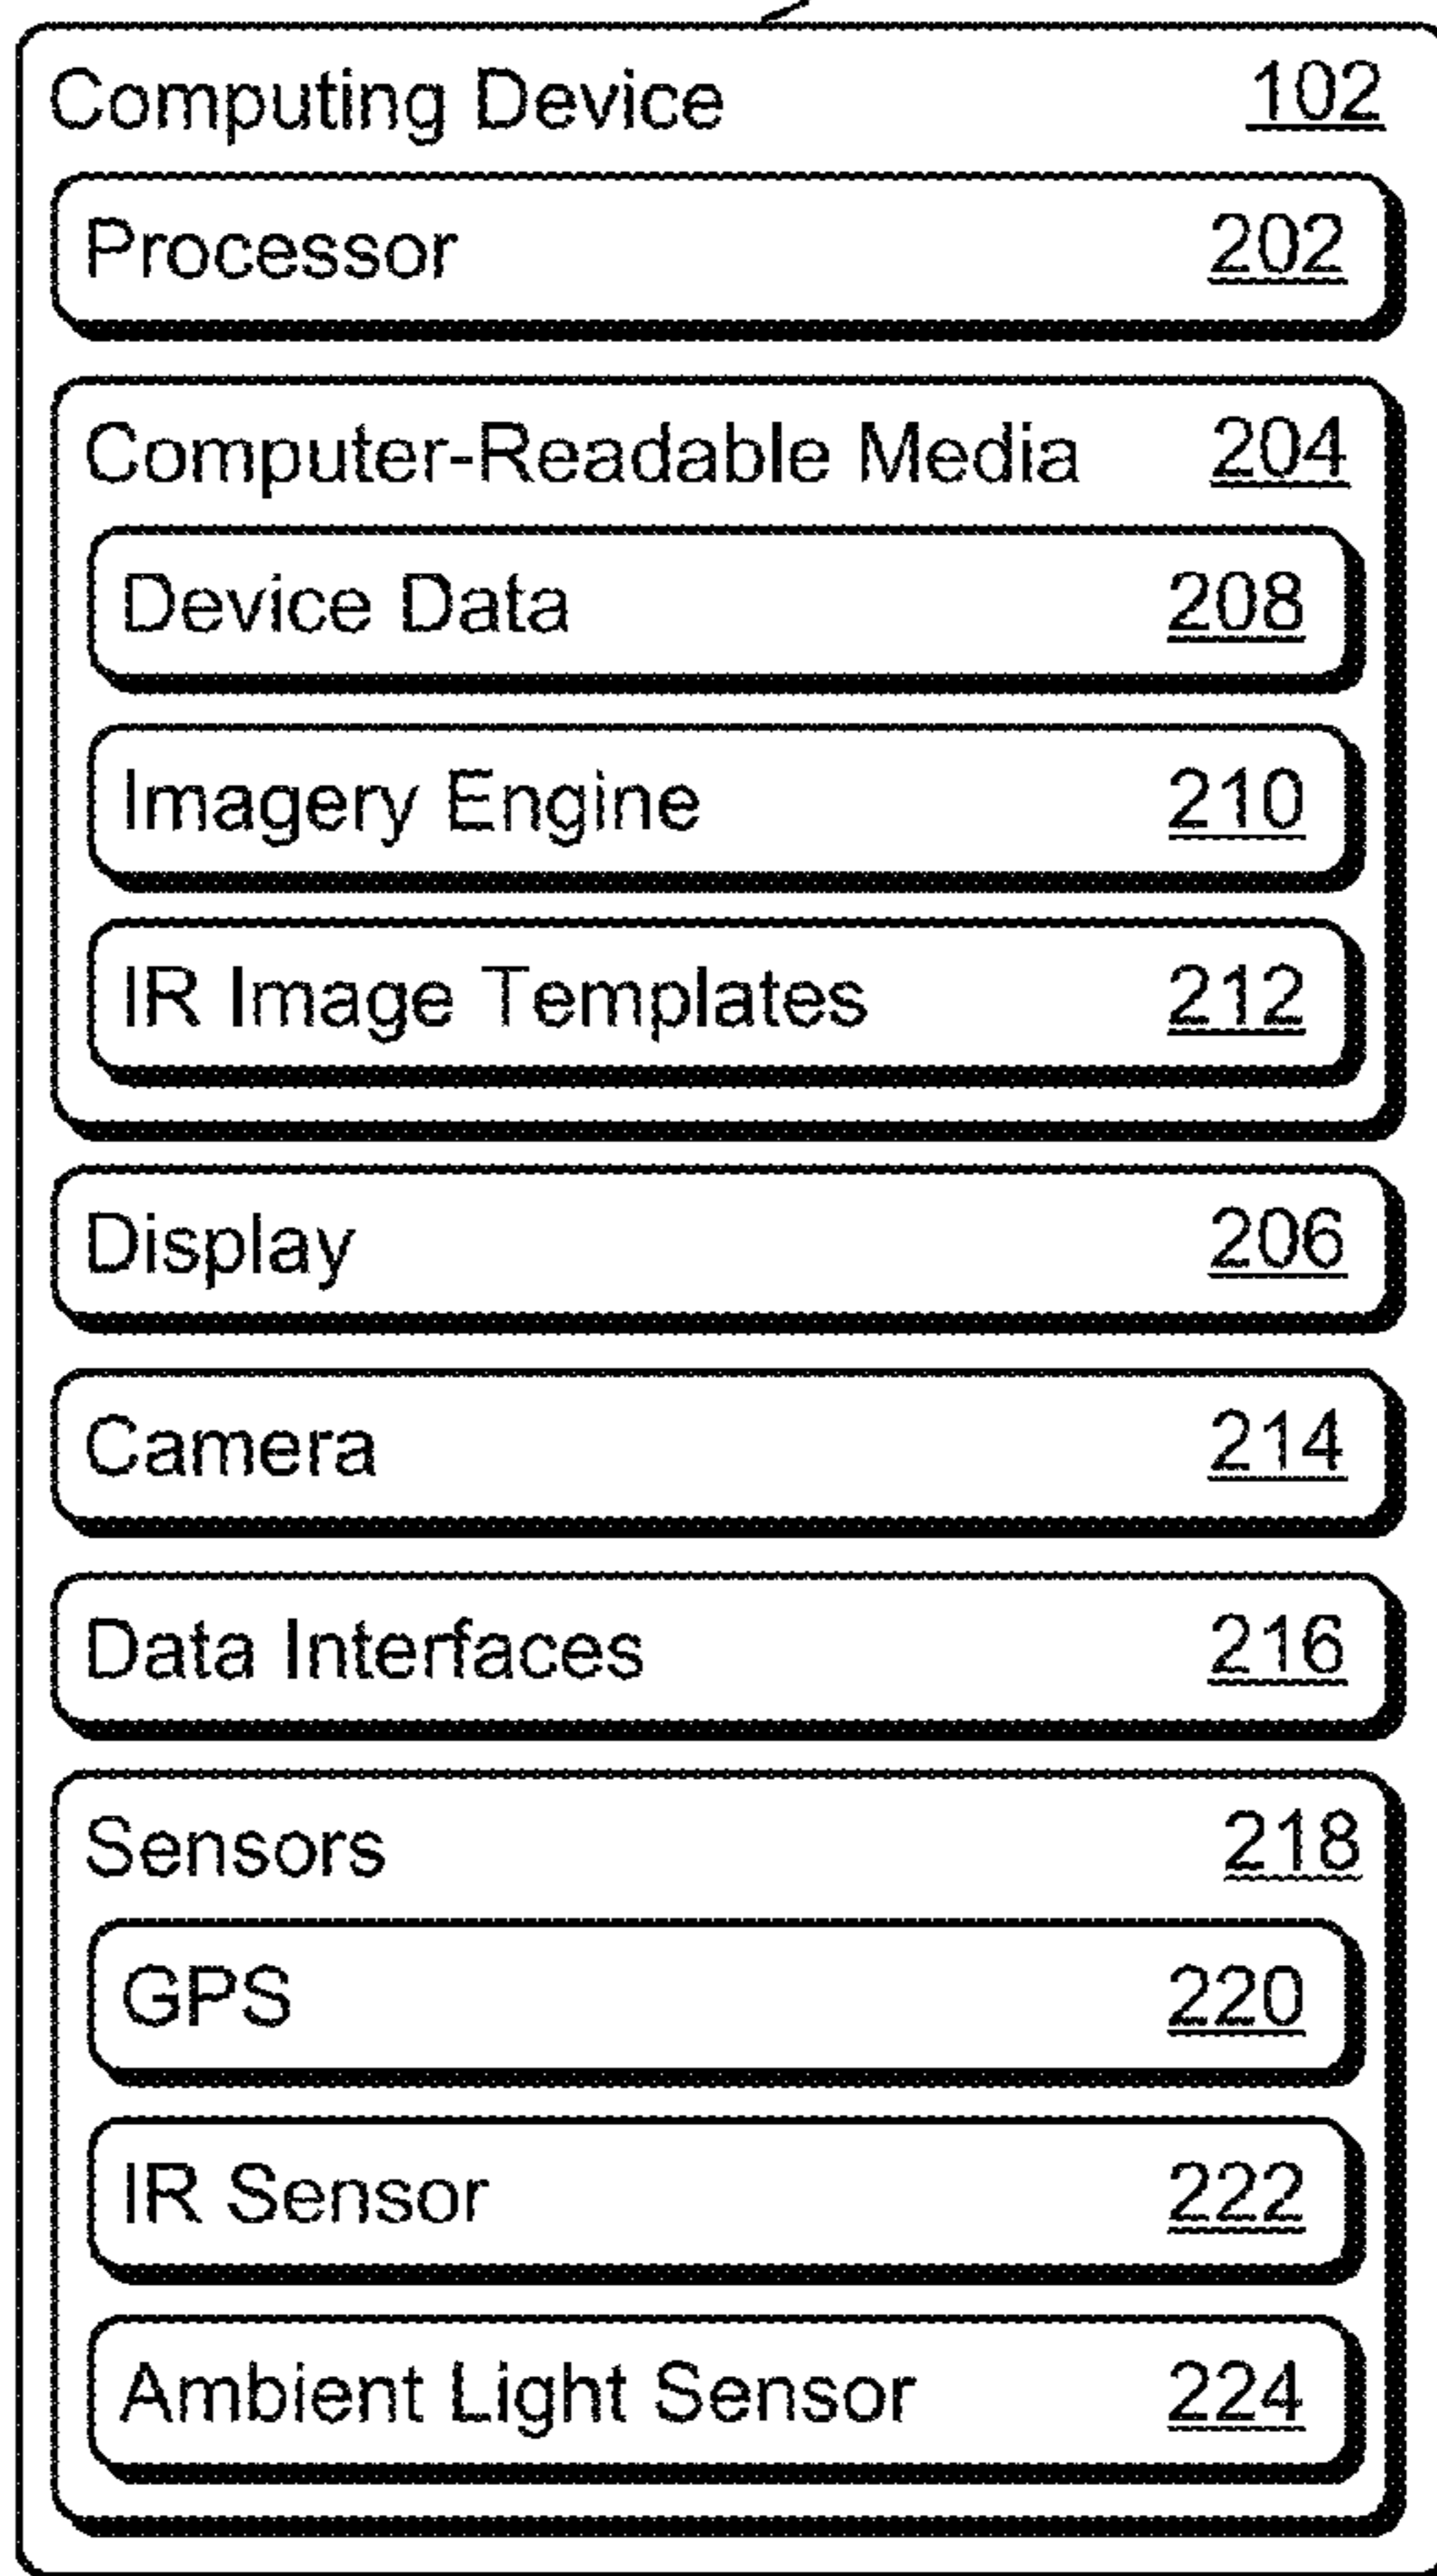 Computing Device 102
Processor 202
Computer-Readable Media 204
Device Data 208
Imagery Engine 210
IR Image Templates 212
Display 206
Camera 214
Data Interfaces 216
Sensors 218
GPS 220
IR Sensor 222
Ambient Light Sensor 224